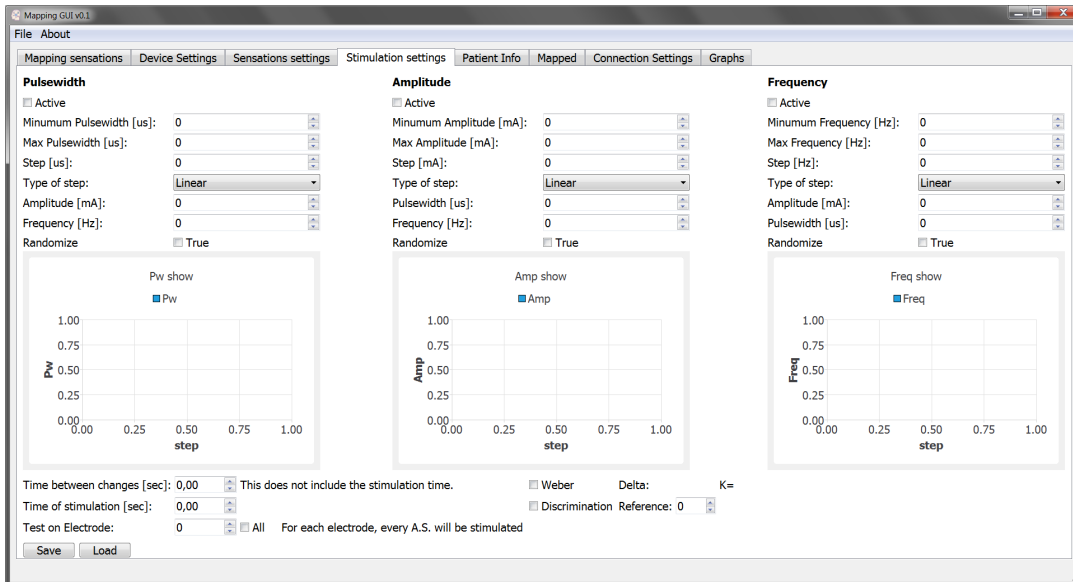 Mapping GUI v0.1
File About
Mapping sensations Device Settings Sensations settings Stimulation settings Patient Info Mapped Connection Settings Graphs
Pulsewidth Amplitude Frequency
Active Active Active
Minumum Pulsewidth [us]: 0 Minumum Amplitude [mA]: 0 Minumum Frequency [Hz]: 0
Max Pulsewidth [us]: 0 Max Amplitude [mA]: 0 Max Frequency [Hz]: 0
Step [us]: 0 Step [mA]: 0 Step [Hz]: 0
Type of step: Linear Type of step: Linear Type of step: Linear
Amplitude [mA]: 0 Pulsewidth [us]: 0 Amplitude [mA]: 0
Frequency [Hz]: 0 Frequency [Hz]: 0 Pulsewidth [us]: 0
Randomize True Randomize True Randomize True
Pw show Amp show Freq show
Pw Amp Freq
1.00 1.00 1.00
0.75 0.75 0.75
Pw 0.50 Amp 0.50 Freq 0.50
0.25 0.25 0.25
0.00 0.00 0.00
0.00 0.25 0.50 0.75 1.00 0.00 0.25 0.50 0.75 1.00 0.00 0.25 0.50 0.75 1.00
step step step
Time between changes [sec]: 0,00 This does not include the stimulation time. Weber Delta: K=
Time of stimulation [sec]: 0,00 Discrimination Reference: 0
Test on Electrode: 0 All For each electrode, every A.S. will be stimulated
Save Load